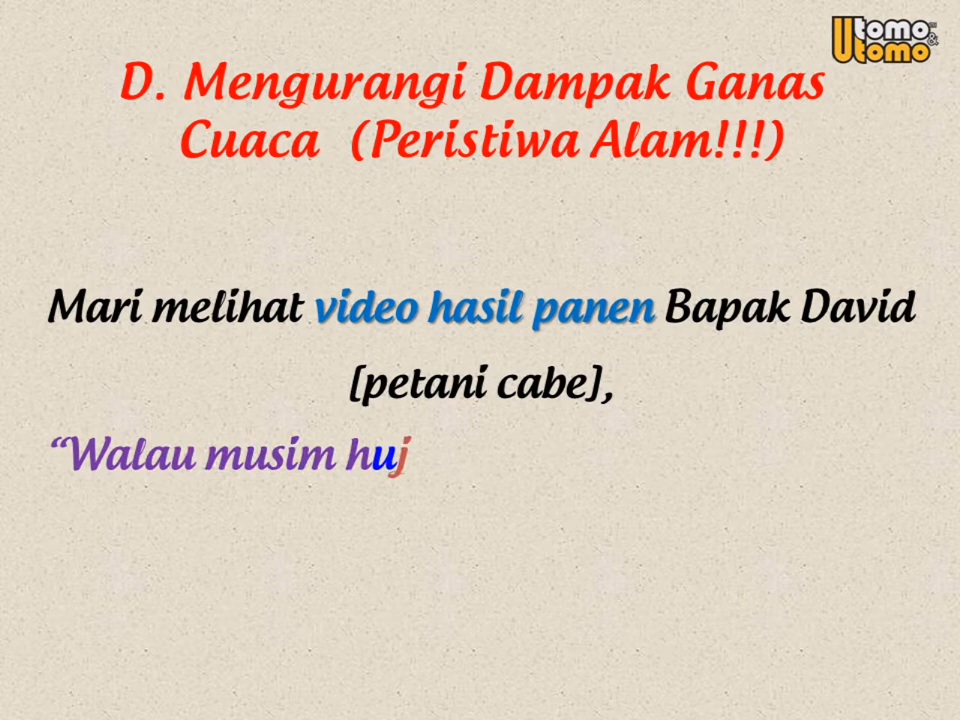 Utomo
& Utomo
D. Mengurangi Dampak Ganas
Cuaca (Peristiwa Alam!!!)
Mari melihat video hasil panen Bapak David
[petani cabe],
“Walau musim huj